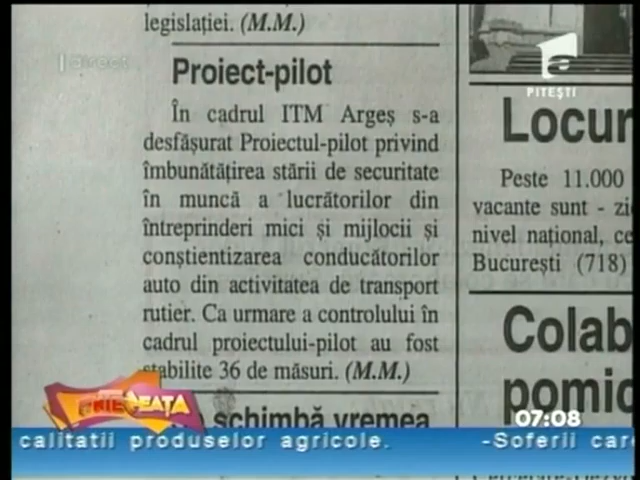 legislației. (M.M.)
Proiect-pilot
În cadrul ITM Argeș s-a
desfășurat Proiectul-pilot privind
îmbunătățirea stării de securitate
în muncă a lucrătorilor din
întreprinderi mici și mijlocii și
conștientizarea conducătorilor
auto din activitatea de transport
rutier. Ca urmare a controlului în
cadrul proiectului-pilot au fost
stabilite 36 de măsuri. (M.M.)
schimbă vremea
direct
a
PITEȘTI
Locur
Peste 11.000
vacante sunt - zi
nivel național, ce
București (718)
Colab
pomic
07:08
calitatii produselor agricole. -Soferii care